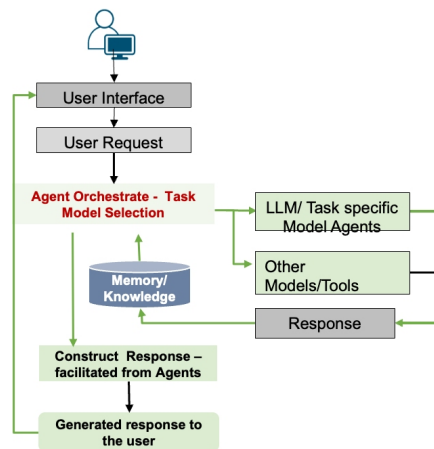 User Interface
User Request
Agent Orchestrate - Task
Model Selection
LLM/ Task specific
Model Agents
Other
Models/Tools
Memory/
Knowledge
Response
Construct Response –
facilitated from Agents
Generated response to
the user